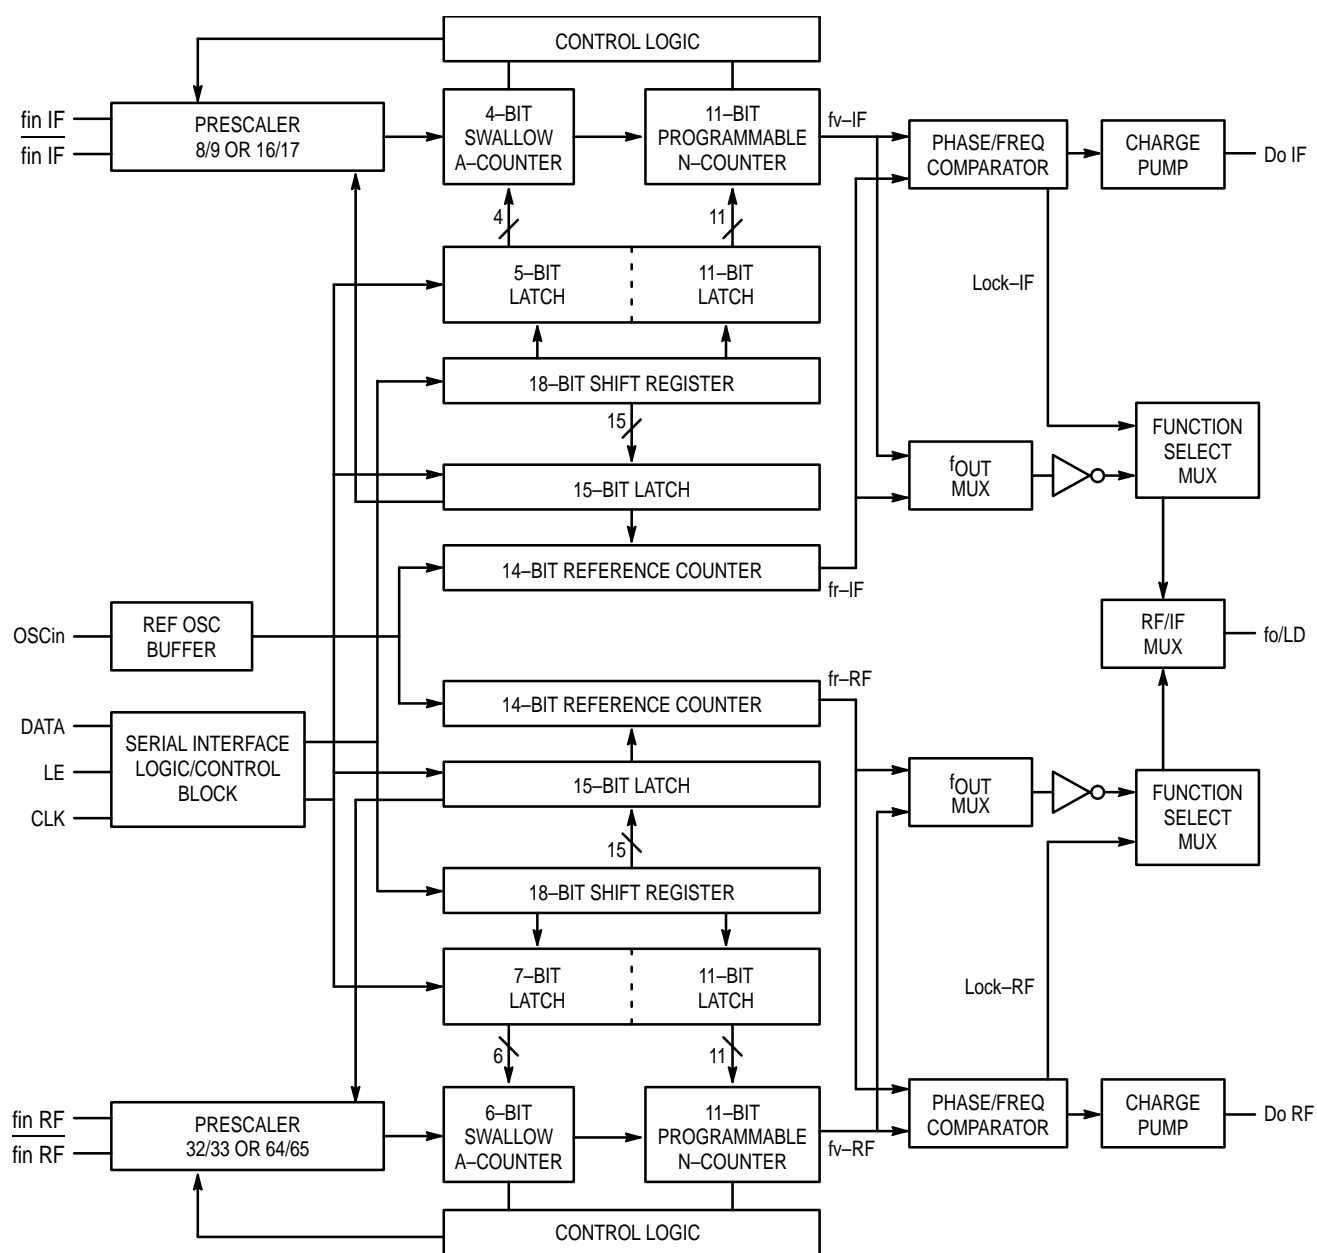 CONTROL LOGIC
fin IF
fin IF
PRESCALER
8/9 OR 16/17
4–BIT
SWALLOW
A–COUNTER
11–BIT
PROGRAMMABLE
N–COUNTER
fv–IF
PHASE/FREQ
COMPARATOR
CHARGE
PUMP
Do IF
4
11
5–BIT
LATCH
11–BIT
LATCH
Lock–IF
18–BIT SHIFT REGISTER
15
15–BIT LATCH
fOUT
MUX
FUNCTION
SELECT
MUX
14–BIT REFERENCE COUNTER
fr–IF
OSCin
REF OSC
BUFFER
RF/IF
MUX
fo/LD
fr–RF
14–BIT REFERENCE COUNTER
DATA
LE
CLK
SERIAL INTERFACE
LOGIC/CONTROL
BLOCK
15–BIT LATCH
fOUT
MUX
FUNCTION
SELECT
MUX
15
18–BIT SHIFT REGISTER
7–BIT
LATCH
11–BIT
LATCH
Lock–RF
6
11
fin RF
fin RF
PRESCALER
32/33 OR 64/65
6–BIT
SWALLOW
A–COUNTER
11–BIT
PROGRAMMABLE
N–COUNTER
fv–RF
PHASE/FREQ
COMPARATOR
CHARGE
PUMP
Do RF
CONTROL LOGIC